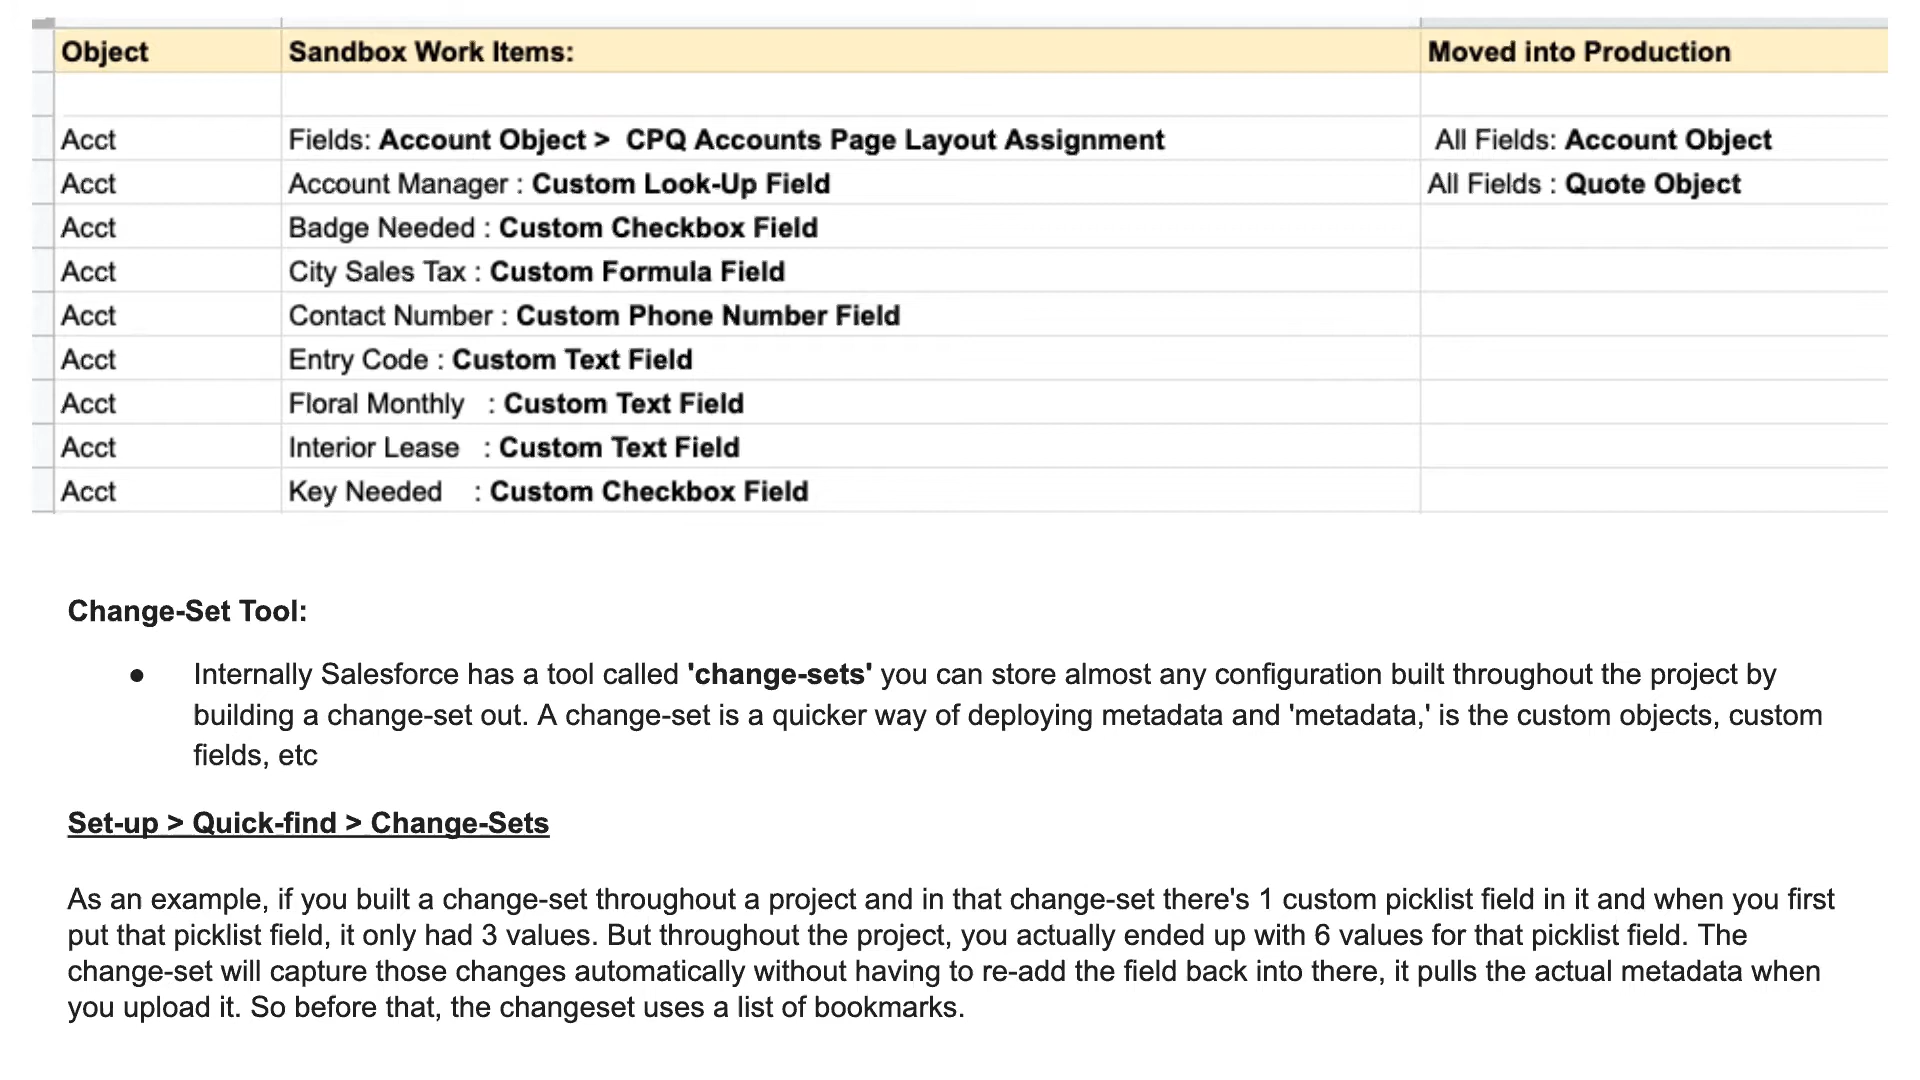 Object Sandbox Work Items: Moved into Production
Acct Fields: Account Object > CPQ Accounts Page Layout Assignment All Fields: Account Object
Acct Account Manager : Custom Look-Up Field All Fields : Quote Object
Acct Badge Needed : Custom Checkbox Field
Acct City Sales Tax : Custom Formula Field
Acct Contact Number : Custom Phone Number Field
Acct Entry Code : Custom Text Field
Acct Floral Monthly : Custom Text Field
Acct Interior Lease : Custom Text Field
Acct Key Needed : Custom Checkbox Field
Change-Set Tool:
● Internally Salesforce has a tool called 'change-sets' you can store almost any configuration built throughout the project by
building a change-set out. A change-set is a quicker way of deploying metadata and 'metadata,' is the custom objects, custom
fields, etc
Set-up > Quick-find > Change-Sets
As an example, if you built a change-set throughout a project and in that change-set there's 1 custom picklist field in it and when you first
put that picklist field, it only had 3 values. But throughout the project, you actually ended up with 6 values for that picklist field. The
change-set will capture those changes automatically without having to re-add the field back into there, it pulls the actual metadata when
you upload it. So before that, the changeset uses a list of bookmarks.